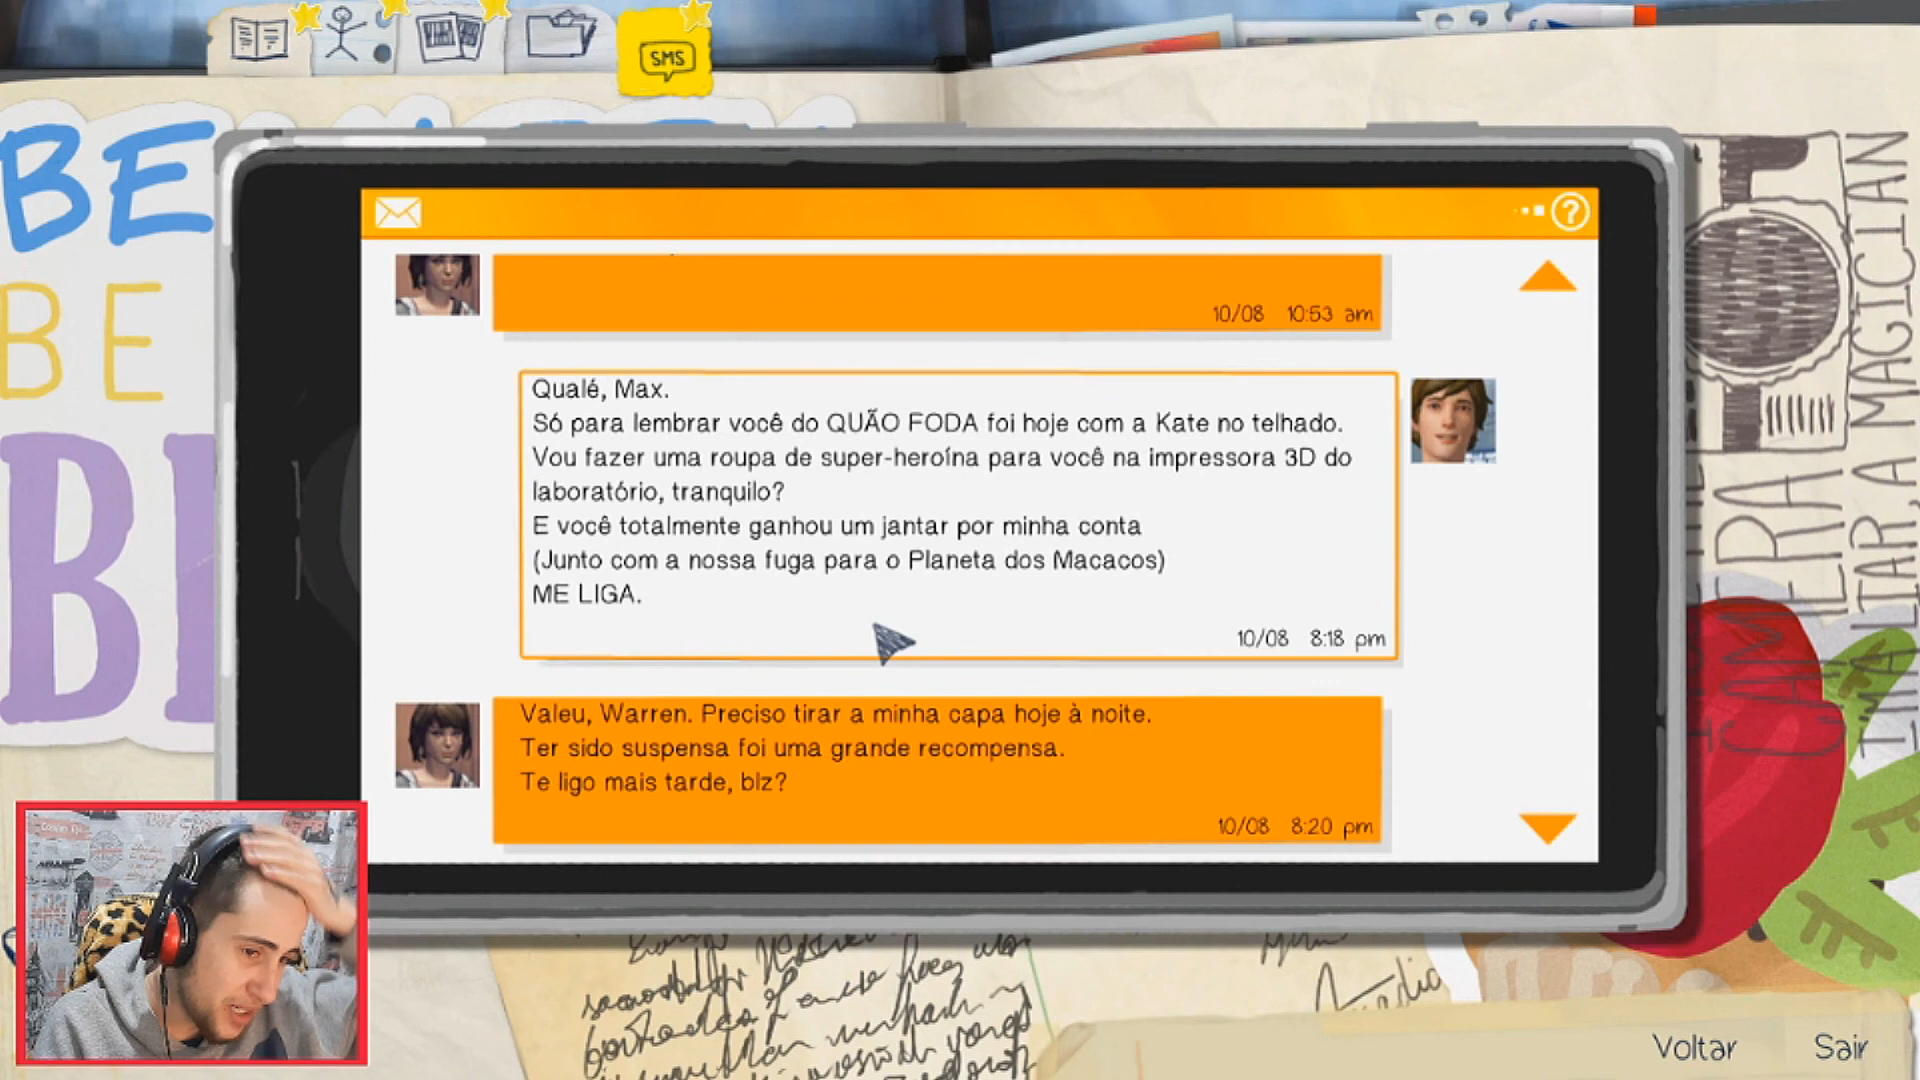 SMS
BE
BE
10/08 10:53 am
Qualé, Max.
Só para lembrar você do QUÃO FODA foi hoje com a Kate no telhado.
Vou fazer uma roupa de super-heroína para você na impressora 3D do
laboratório, tranquilo?
E você totalmente ganhou um jantar por minha conta
(Junto com a nossa fuga para o Planeta dos Macacos)
ME LIGA.
10/08 8:18 pm
Valeu, Warren. Preciso tirar a minha capa hoje à noite.
Ter sido suspensa foi uma grande recompensa.
Te ligo mais tarde, blz?
10/08 8:20 pm
MAGICIAN
Voltar
Sair